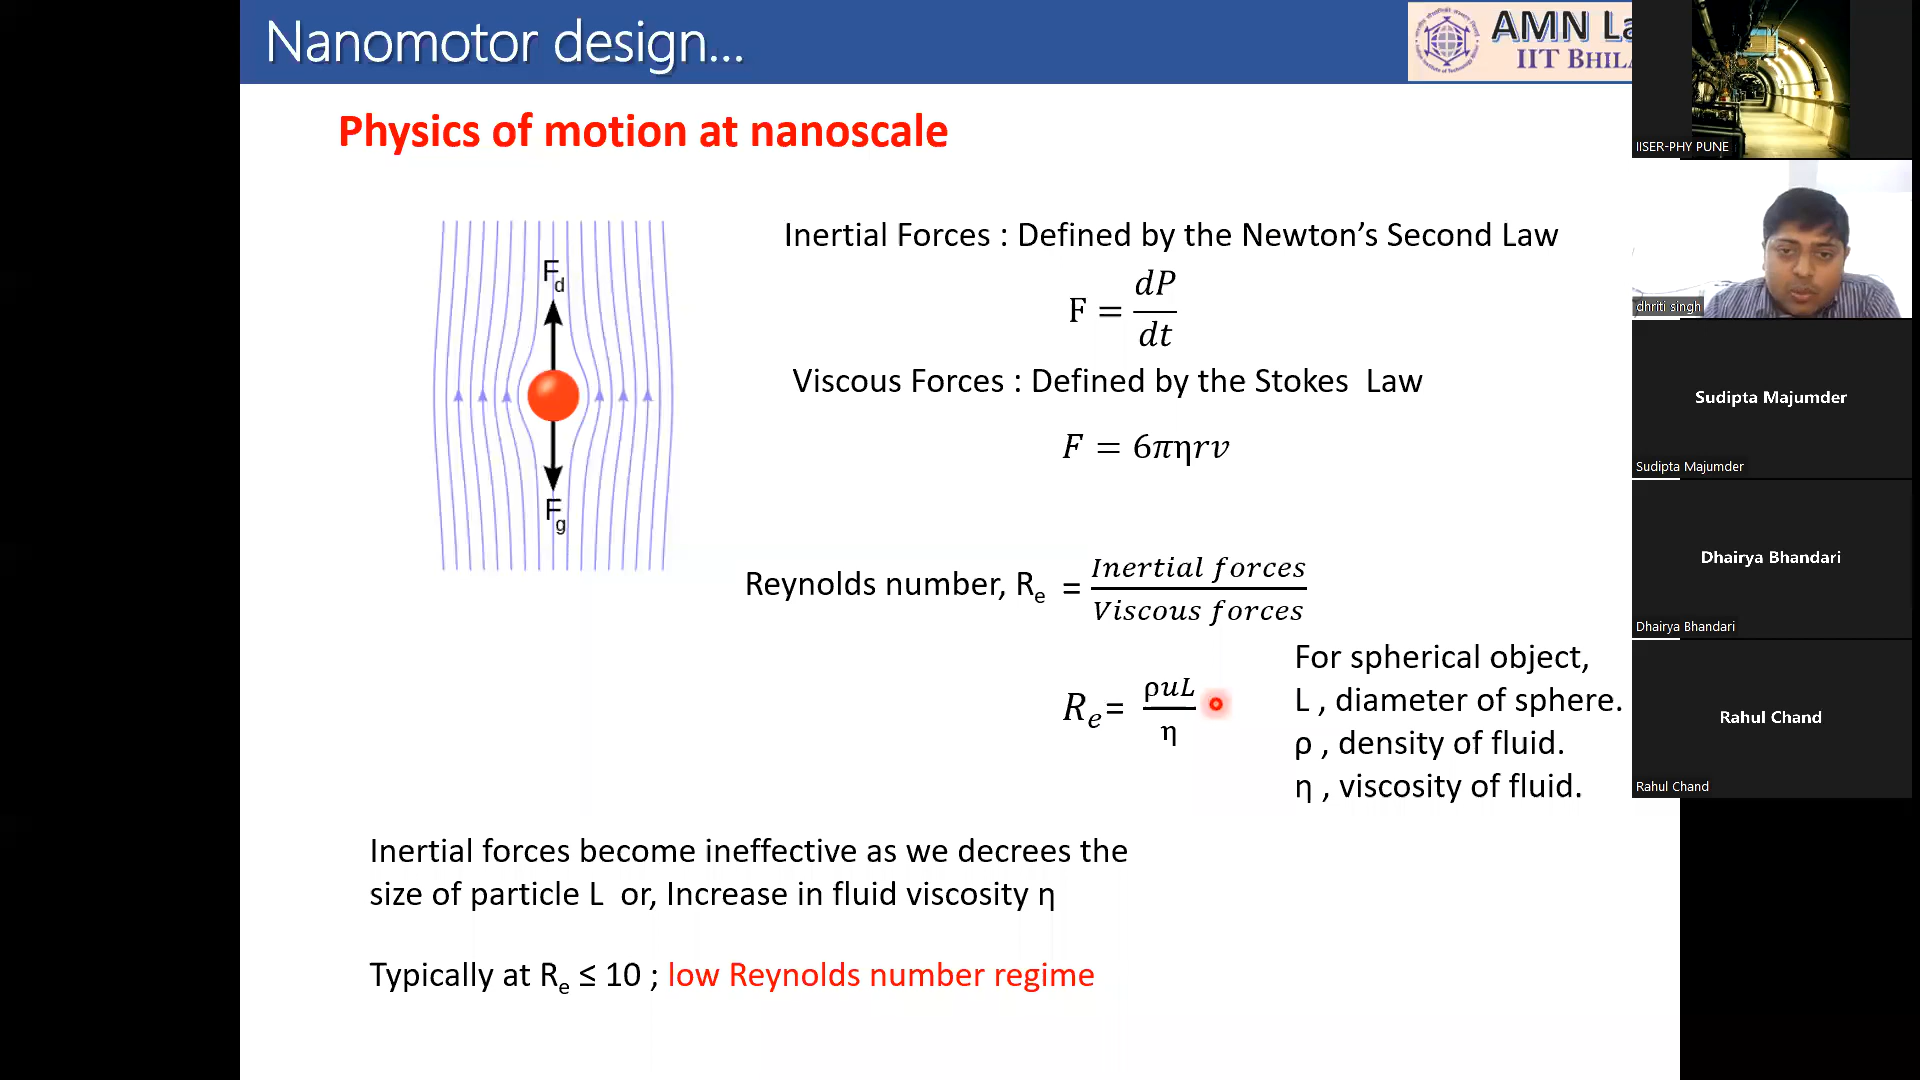 Nanomotor design...
AMN La
IIT BHIL
Physics of motion at nanoscale
IISER-PHY PUNE
Inertial Forces : Defined by the Newton's Second Law
F = dP/dt
dhriti singh
F_d
Viscous Forces : Defined by the Stokes Law
F = 6πηrv
F_g
Sudipta Majumder
Sudipta Majumder
Reynolds number, R_e = Inertial forces/Viscous forces
Dhairya Bhandari
Dhairya Bhandari
R_e= ρuL/η
For spherical object,
L , diameter of sphere.
ρ , density of fluid.
η , viscosity of fluid.
Rahul Chand
Rahul Chand
Inertial forces become ineffective as we decrees the
size of particle L or, Increase in fluid viscosity η
Typically at R_e ≤ 10 ; low Reynolds number regime